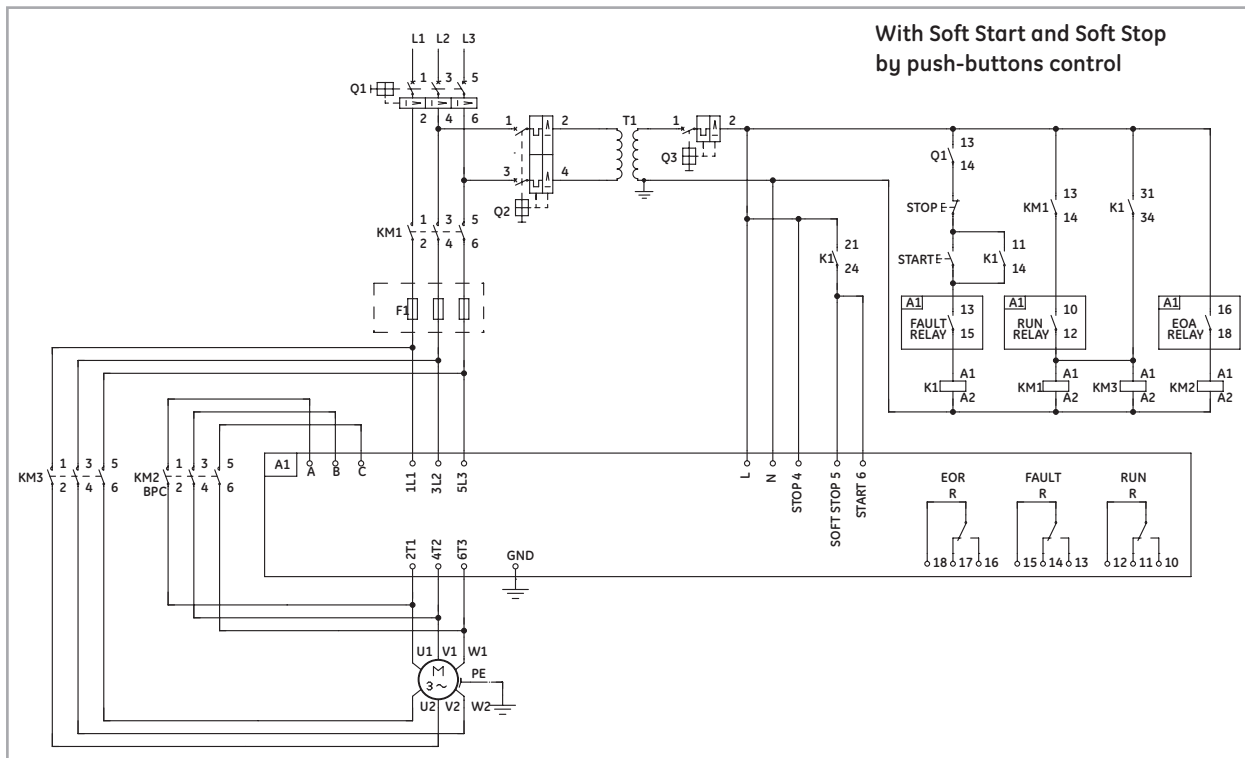 With Soft Start and Soft Stop
by push-buttons control
L1 L2 L3
Q1 1 3 5
2 4 6
1 2 T1 1 2
3 4 Q3
Q2
KM1 1 3 5
2 4 6
F1
Q1 13
14
STOP E
START E
K1 11
14
KM1 13
14
K1 31
34
K1 21
24
A1 13
FAULT
RELAY 15
A1 10
RUN
RELAY 12
A1 16
EOA
RELAY 18
K1 A1
A2
KM1 A1
A2
KM3 A1
A2
KM2 A1
A2
KM3 1 3 5
2 4 6
KM2 1 3 5
BPC 2 4 6
A1 A B C 1L1 3L2 5L3
L N STOP 4 SOFT STOP 5 START 6
EOR FAULT RUN
R R R
18 17 16 15 14 13 12 11 10
2T1 4T2 6T3 GND
U1 V1 W1
M
3 ~
PE
U2 V2 W2